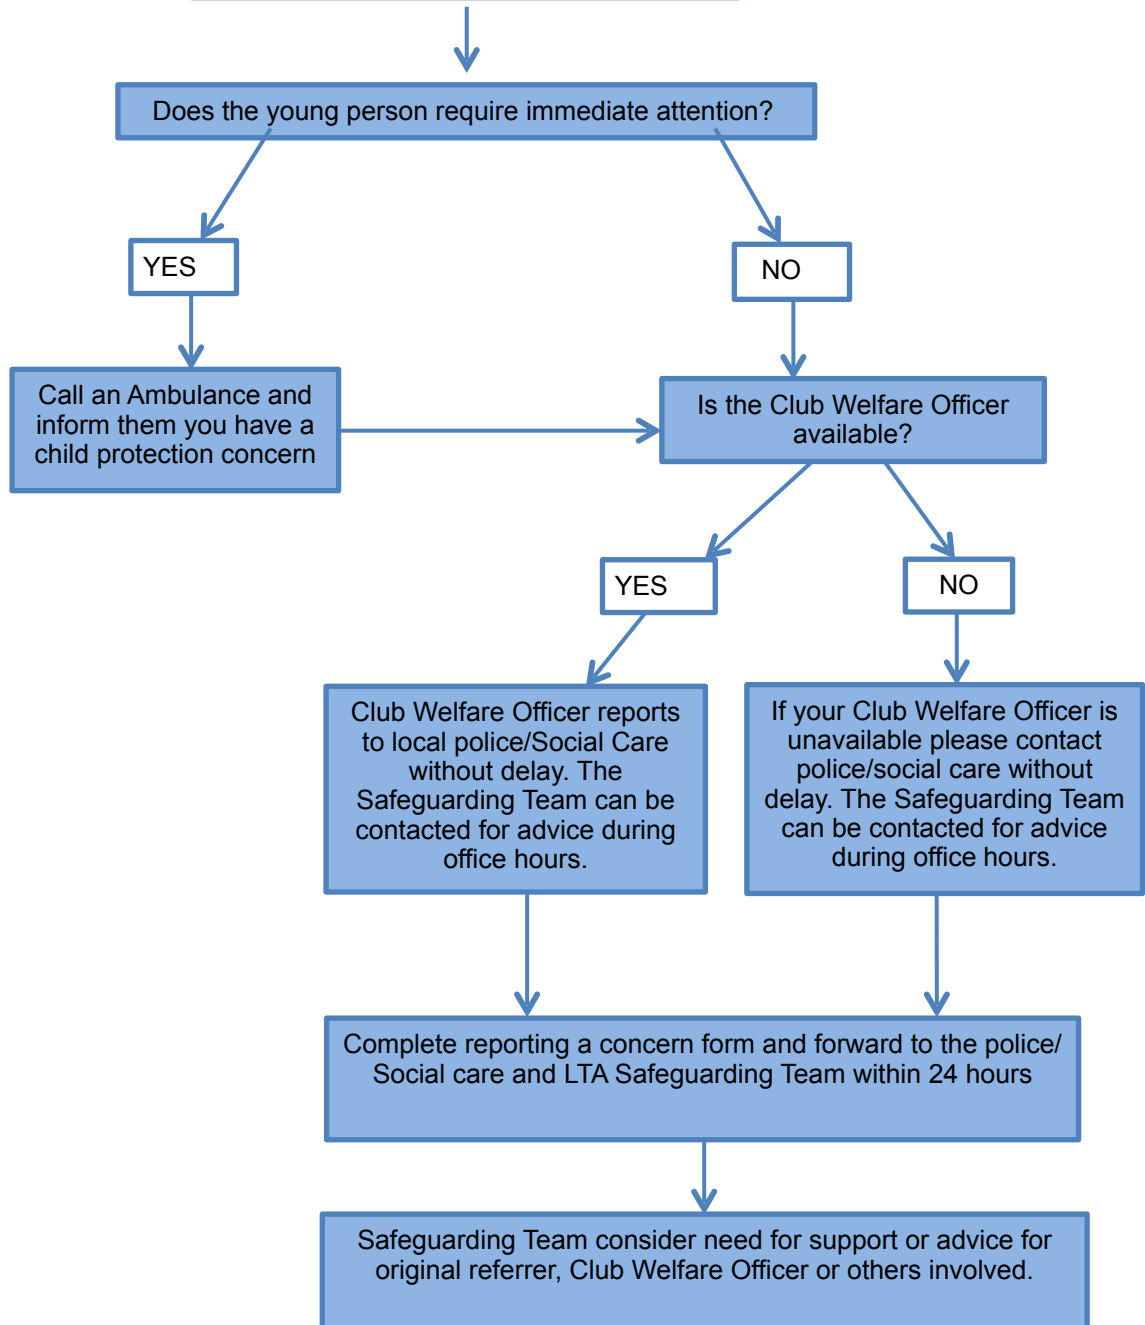 Does the young person require immediate attention?
YES
NO
Call an Ambulance and
inform them you have a
child protection concern
Is the Club Welfare Officer
available?
YES
NO
Club Welfare Officer reports
to local police/Social Care
without delay. The
Safeguarding Team can be
contacted for advice during
office hours.
If your Club Welfare Officer is
unavailable please contact
police/social care without
delay. The Safeguarding Team
can be contacted for advice
during office hours.
Complete reporting a concern form and forward to the police/
Social care and LTA Safeguarding Team within 24 hours
Safeguarding Team consider need for support or advice for
original referrer, Club Welfare Officer or others involved.